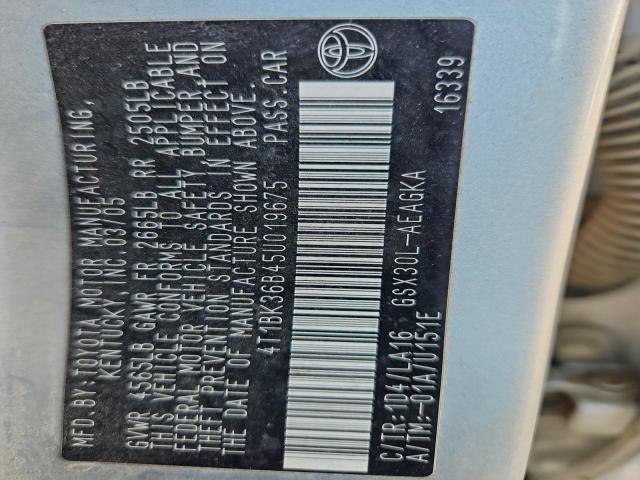 MFD.BY:TOYOTA MOTOR MANUFACTURING,
KENTUCKY, INC 03/05
GVWR 4565LB GAWR FR 2665LB RR 2505LB
THIS VEHICLE CONFORMS TO ALL APPLICABLE
FEDERAL MOTOR VEHICLE SAFETY, BUMPER, AND
THEFT PREVENTION STANDARDS IN EFFECT ON
THE DATE OF MANUFACTURE SHOWN ABOVE.
4T1BK36B45U019675 PASS.CAR
C/TR:1D4/LA16 GSX30L-AEAGKA
A/TM:-01A/U151E 16339